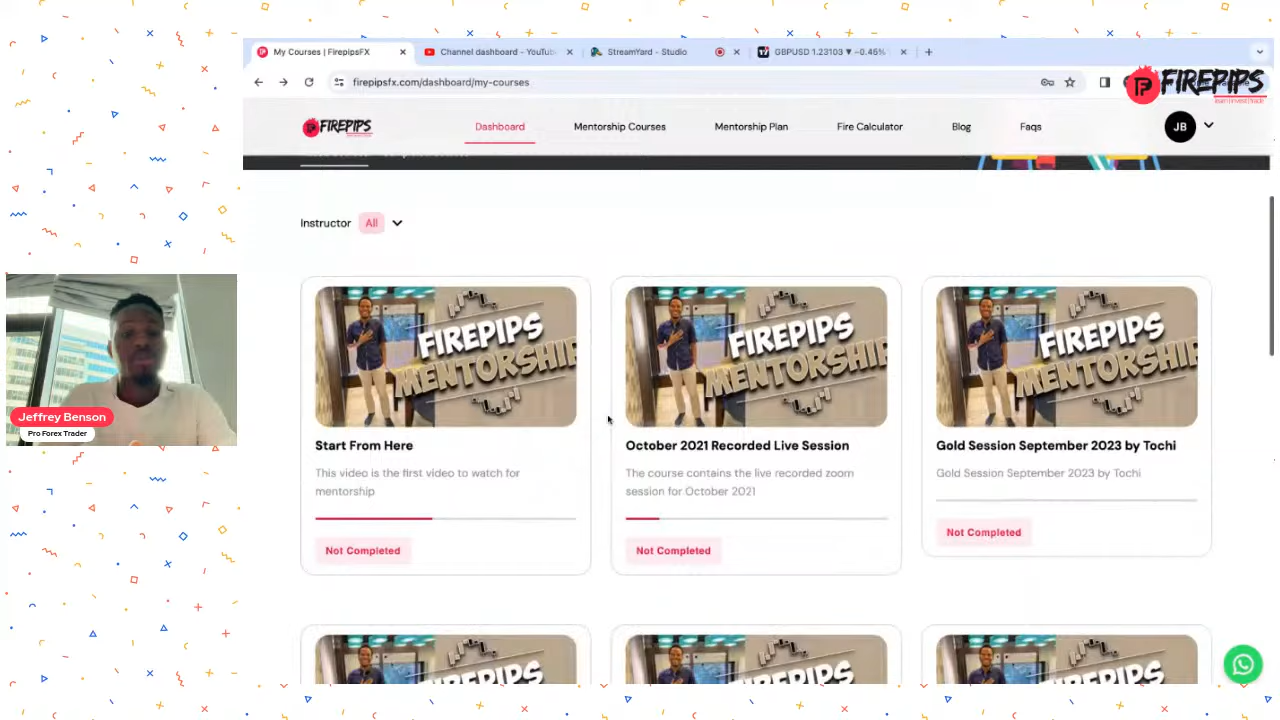 My Courses | FirepipsFX
Channel dashboard - YouTub
StreamYard - Studio
GBPUSD 1.23103 ▼ −0.46%
firepipsfx.com/dashboard/my-courses
FIREPIPS
FIREPIPS
Dashboard
Mentorship Courses
Mentorship Plan
Fire Calculator
Blog
Faqs
JB
Instructor All
FIREPIPS
MENTORSHIP
FIREPIPS
MENTORSHIP
FIREPIPS
MENTORSHIP
Jeffrey Benson
Pro Forex Trader
Start From Here
This video is the first video to watch for
mentorship
Not Completed
October 2021 Recorded Live Session
The course contains the live recorded zoom
session for October 2021
Not Completed
Gold Session September 2023 by Tochi
Gold Session September 2023 by Tochi
Not Completed
FIREPIPS
FIREPIPS
FIREPIPS